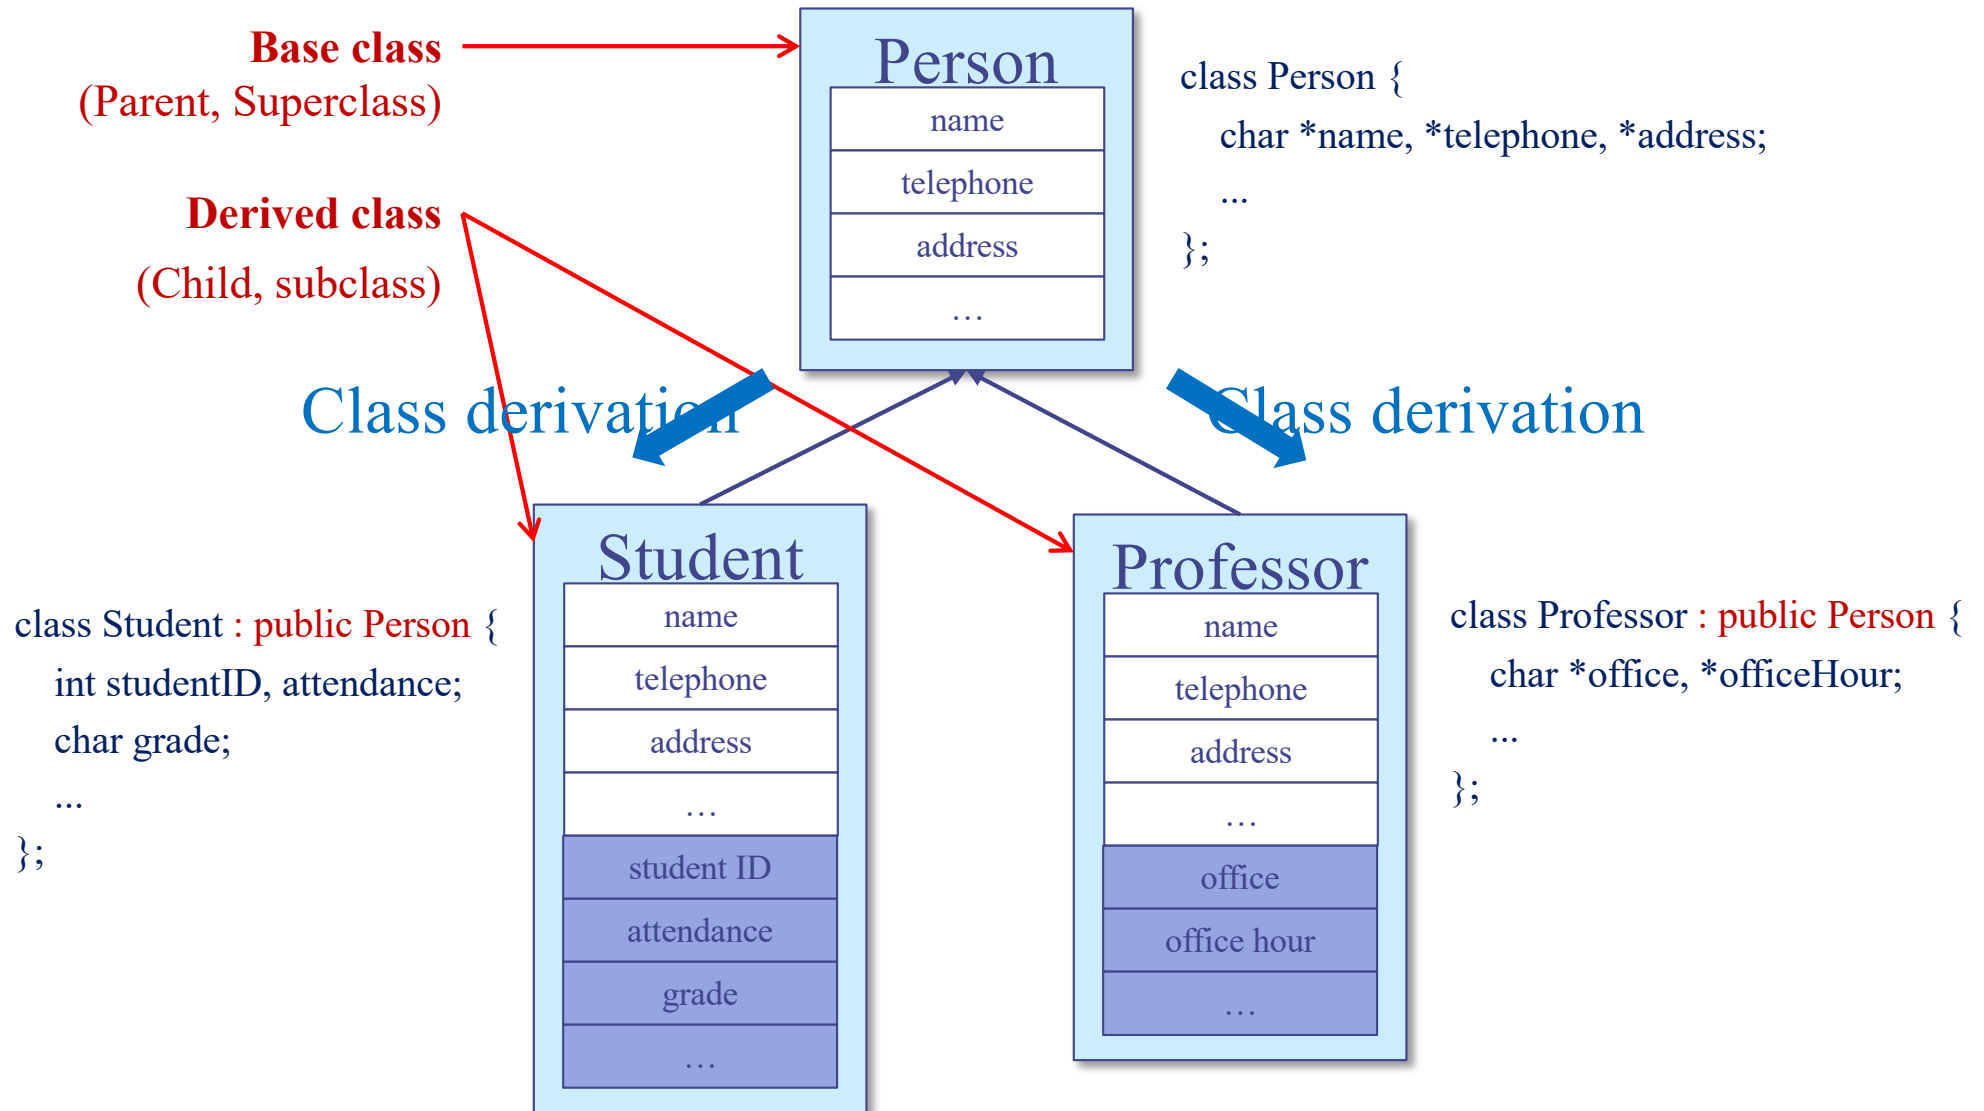 Base class
(Parent, Superclass)
Derived class
(Child, subclass)
Person
name
telephone
address
…
class Person {
char *name, *telephone, *address;
...
};
Class derivation
Class derivation
class Student : public Person {
int studentID, attendance;
char grade;
...
};
Student
name
telephone
address
…
student ID
attendance
grade
…
Professor
name
telephone
address
…
office
office hour
…
class Professor : public Person {
char *office, *officeHour;
...
};